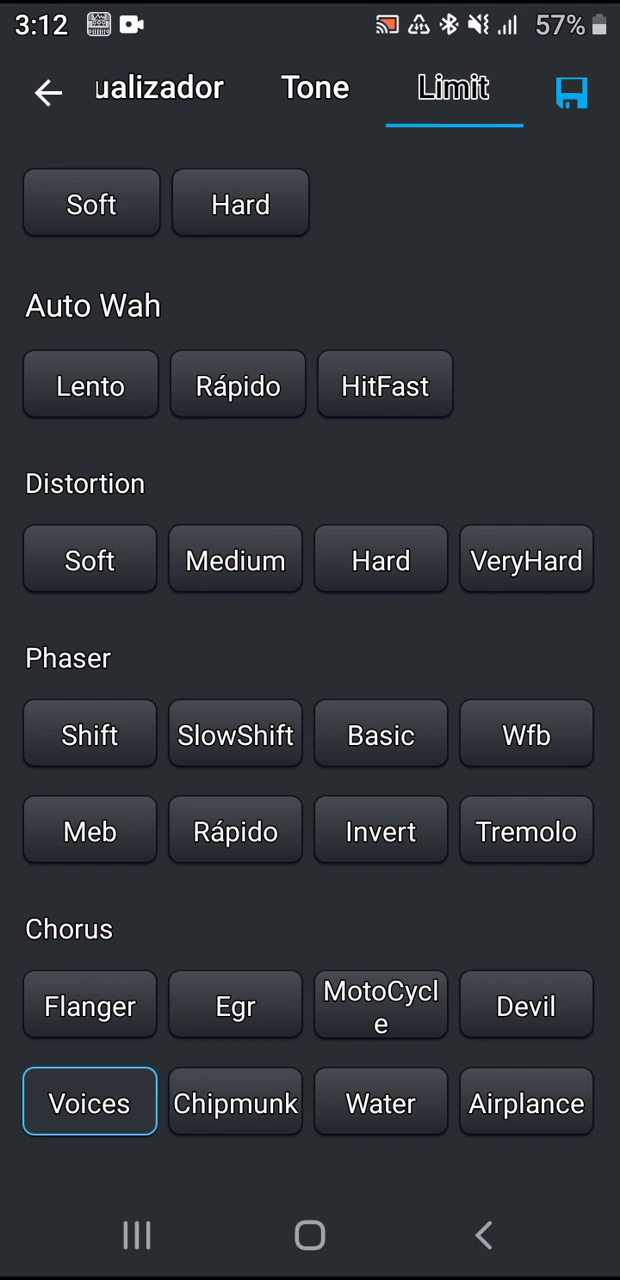 3:12 57%
ualizador Tone Limit
Soft Hard
Auto Wah
Lento Rápido HitFast
Distortion
Soft Medium Hard VeryHard
Phaser
Shift SlowShift Basic Wfb
Meb Rápido Invert Tremolo
Chorus
Flanger Egr MotoCycl Devil
e
Voices Chipmunk Water Airplance